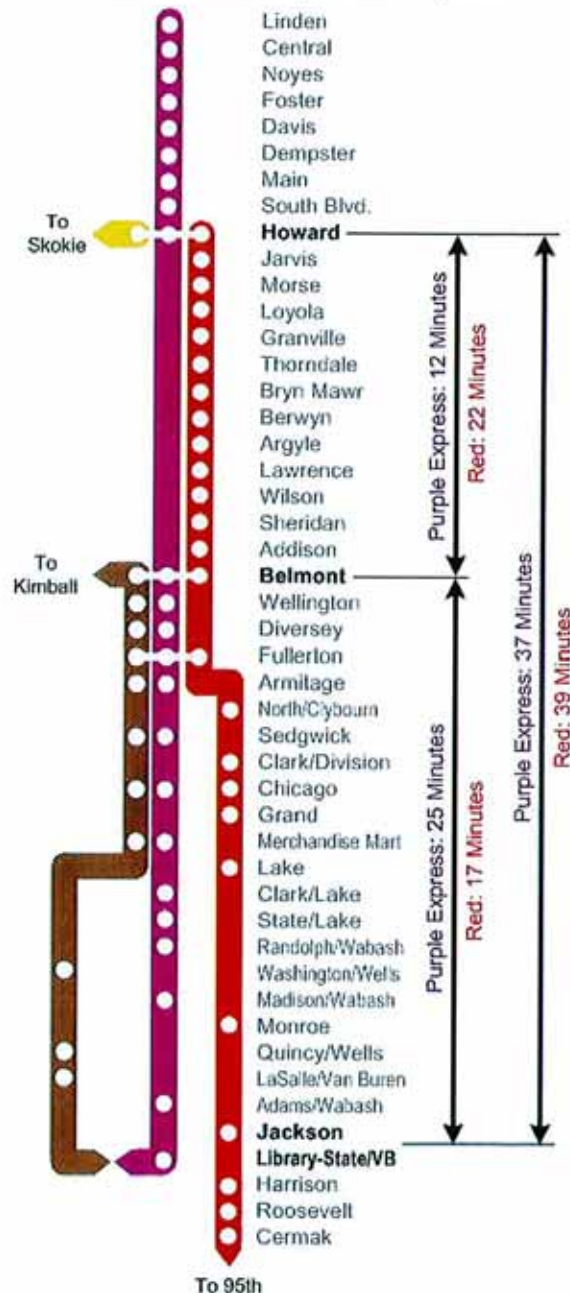 Linden
Central
Noyes
Foster
Davis
Dempster
Main
South Blvd.
To
Skokie
Howard
Jarvis
Morse
Loyola
Granville
Thorndale
Bryn Mawr
Berwyn
Argyle
Lawrence
Wilson
Sheridan
Addison
To
Kimball
Belmont
Wellington
Diversey
Fullerton
Armitage
North/Clybourn
Sedgwick
Clark/Division
Chicago
Grand
Merchandise Mart
Lake
Clark/Lake
State/Lake
Randolph/Wabash
Washington/Wells
Madison/Wabash
Monroe
Quincy/Wells
LaSalle/Van Buren
Adams/Wabash
Jackson
Library-State/VB
Harrison
Roosevelt
Cermak
To 95th
Purple Express: 12 Minutes
Red: 22 Minutes
Purple Express: 25 Minutes
Red: 17 Minutes
Purple Express: 37 Minutes
Red: 39 Minutes